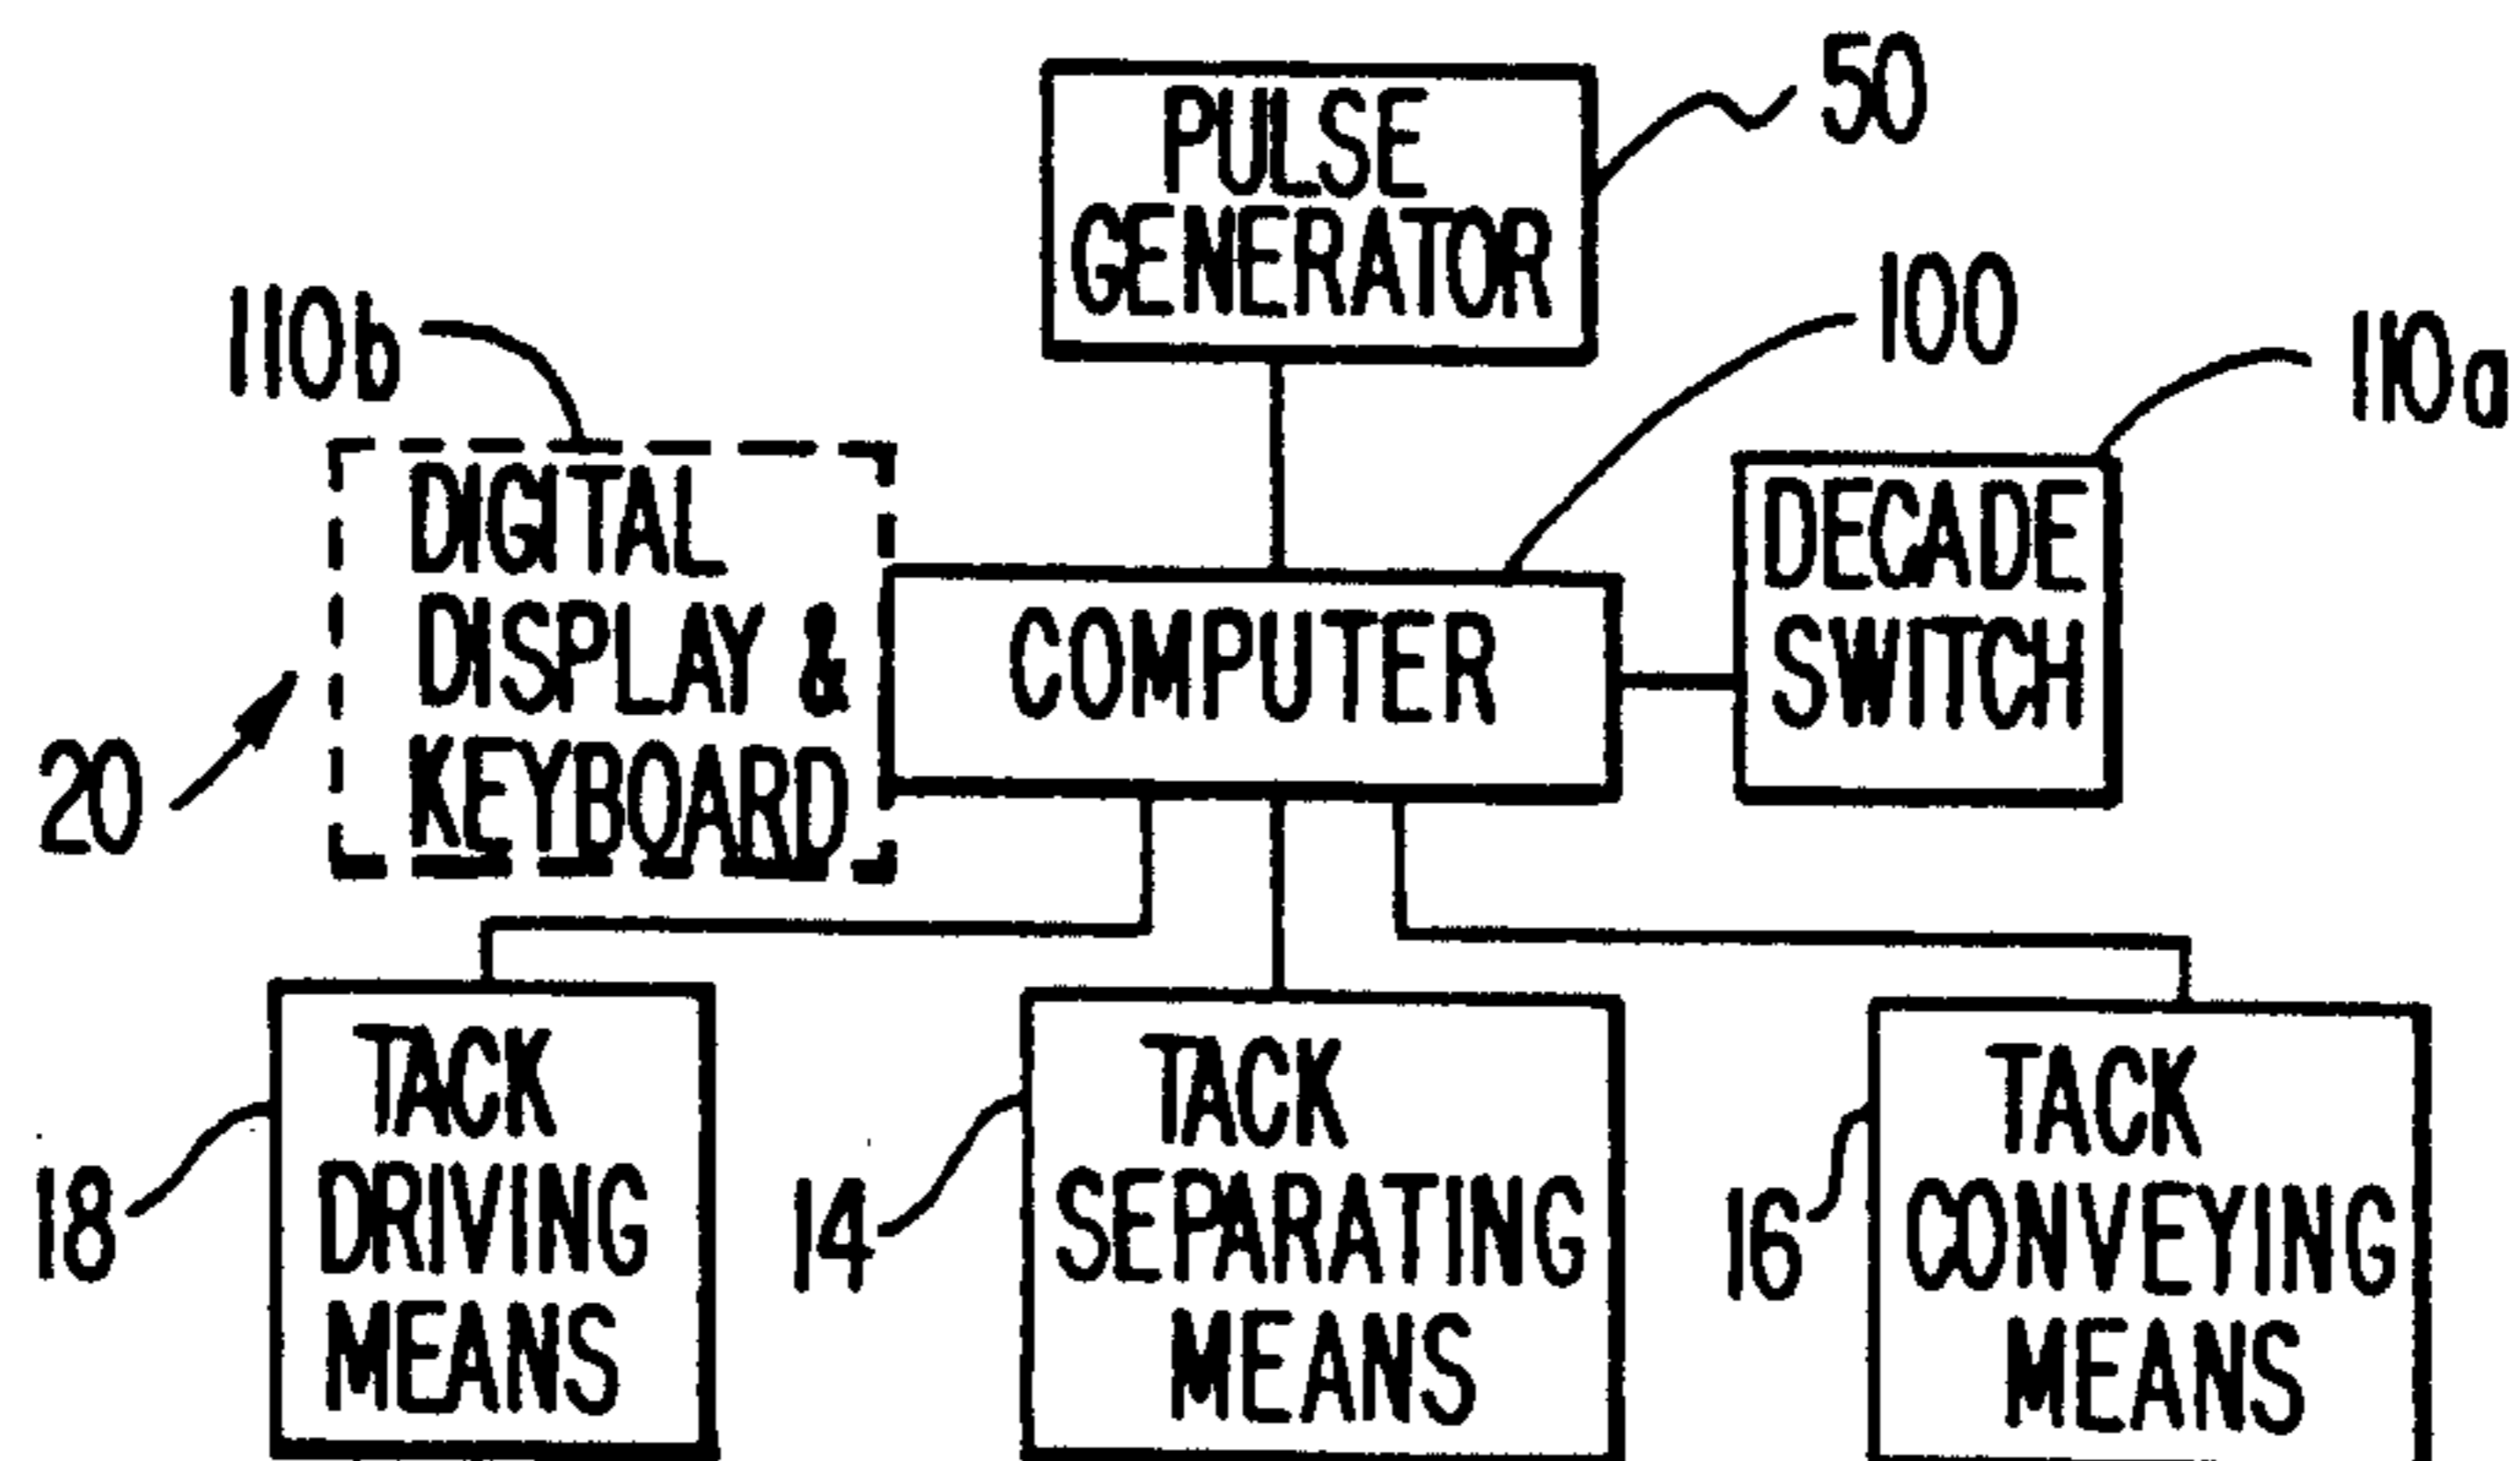 PULSE
GENERATOR
50
100
110a
110b
DIGITAL
DISPLAY &
KEYBOARD
COMPUTER
DECADE
SWITCH
20
TACK
DRIVING
MEANS
18
TACK
SEPARATING
MEANS
14
TACK
CONVEYING
MEANS
16